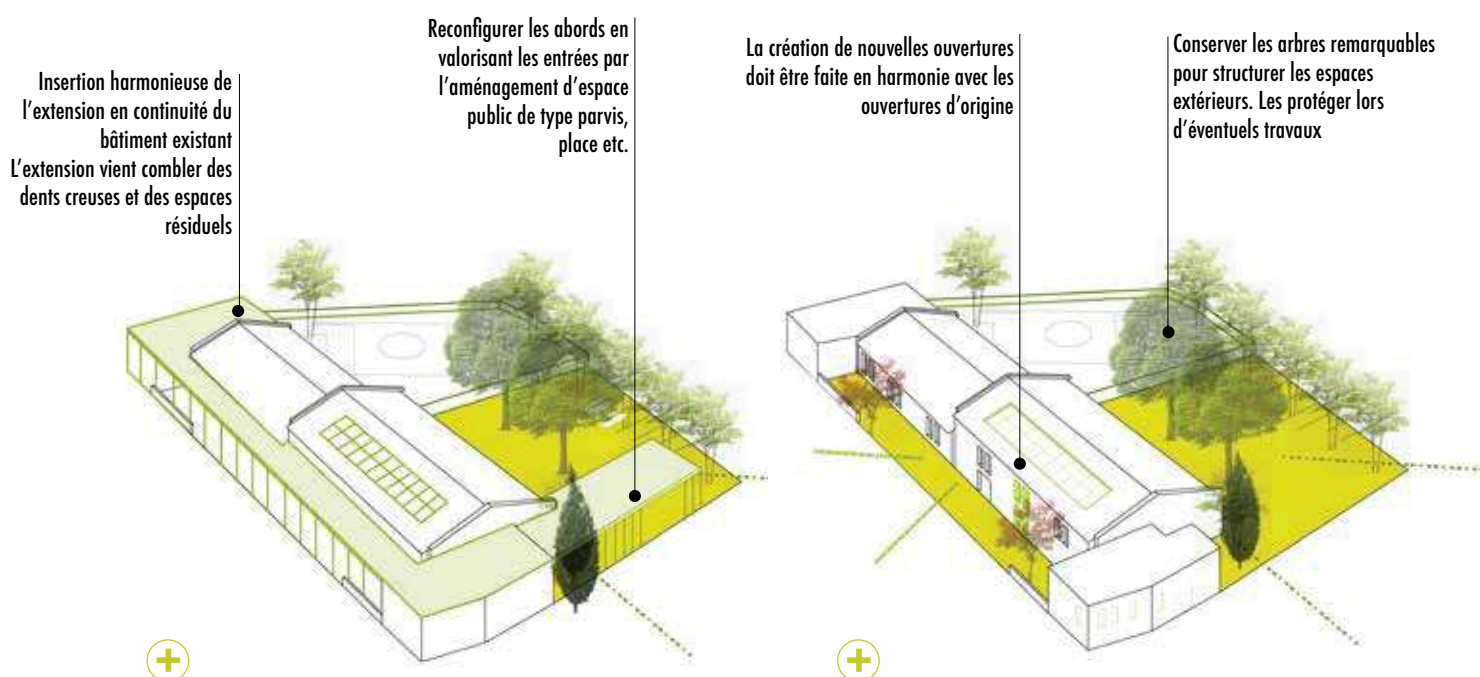 Insertion harmonieuse de
l'extension en continuité du
bâtiment existant
L'extension vient combler des
dents creuses et des espaces
résiduels
Reconfigurer les abords en
valorisant les entrées par
l'aménagement d'espace
public de type parvis,
place etc.
La création de nouvelles ouvertures
doit être faite en harmonie avec les
ouvertures d'origine
Conserver les arbres remarquables
pour structurer les espaces
extérieurs. Les protéger lors
d'éventuels travaux